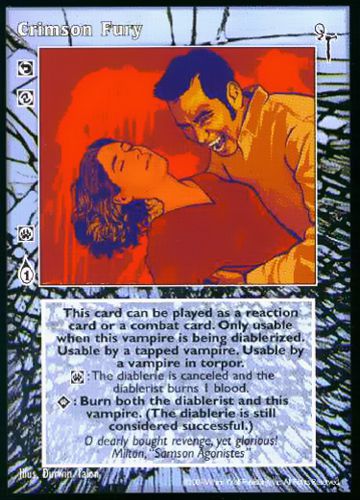 Crimson Fury
1
This card can be played as a reaction
card or a combat card. Only usable
when this vampire is being diablerized.
Usable by a tapped vampire. Usable by
a vampire in torpor.
: The diablerie is canceled and the
diablerist burns 1 blood.
: Burn both the diablerist and this
vampire. (The diablerie is still
considered successful.)
O dearly bought revenge, yet glorious!
Milton, "Samson Agonistes"
Illus.
All Rights Reserved.